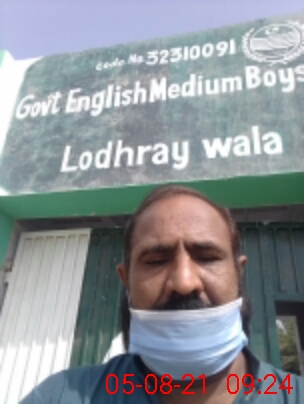 Code No 32310091
Govt English Medium Boys
Lodhray wala
05-08-21 09:24